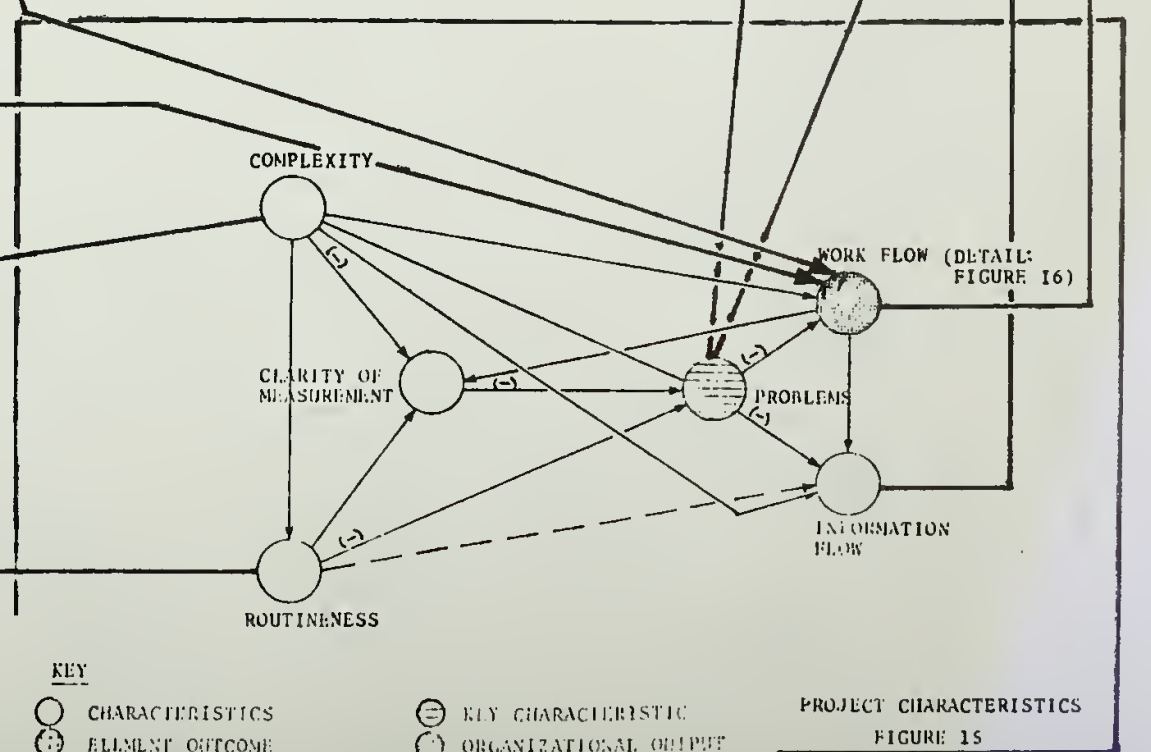 COMPLEXITY
(-)
WORK FLOW (DETAIL:
FIGURE 16)
CLARITY OF
MEASUREMENT
(-)
(-)
PROBLEMS
(-)
(-)
INFORMATION
FLOW
ROUTINENESS
KEY
CHARACTERISTICS
KEY CHARACTERISTIC
ELEMENT OUTCOME
ORGANIZATIONAL OUTPUT
PROJECT CHARACTERISTICS
FIGURE 15